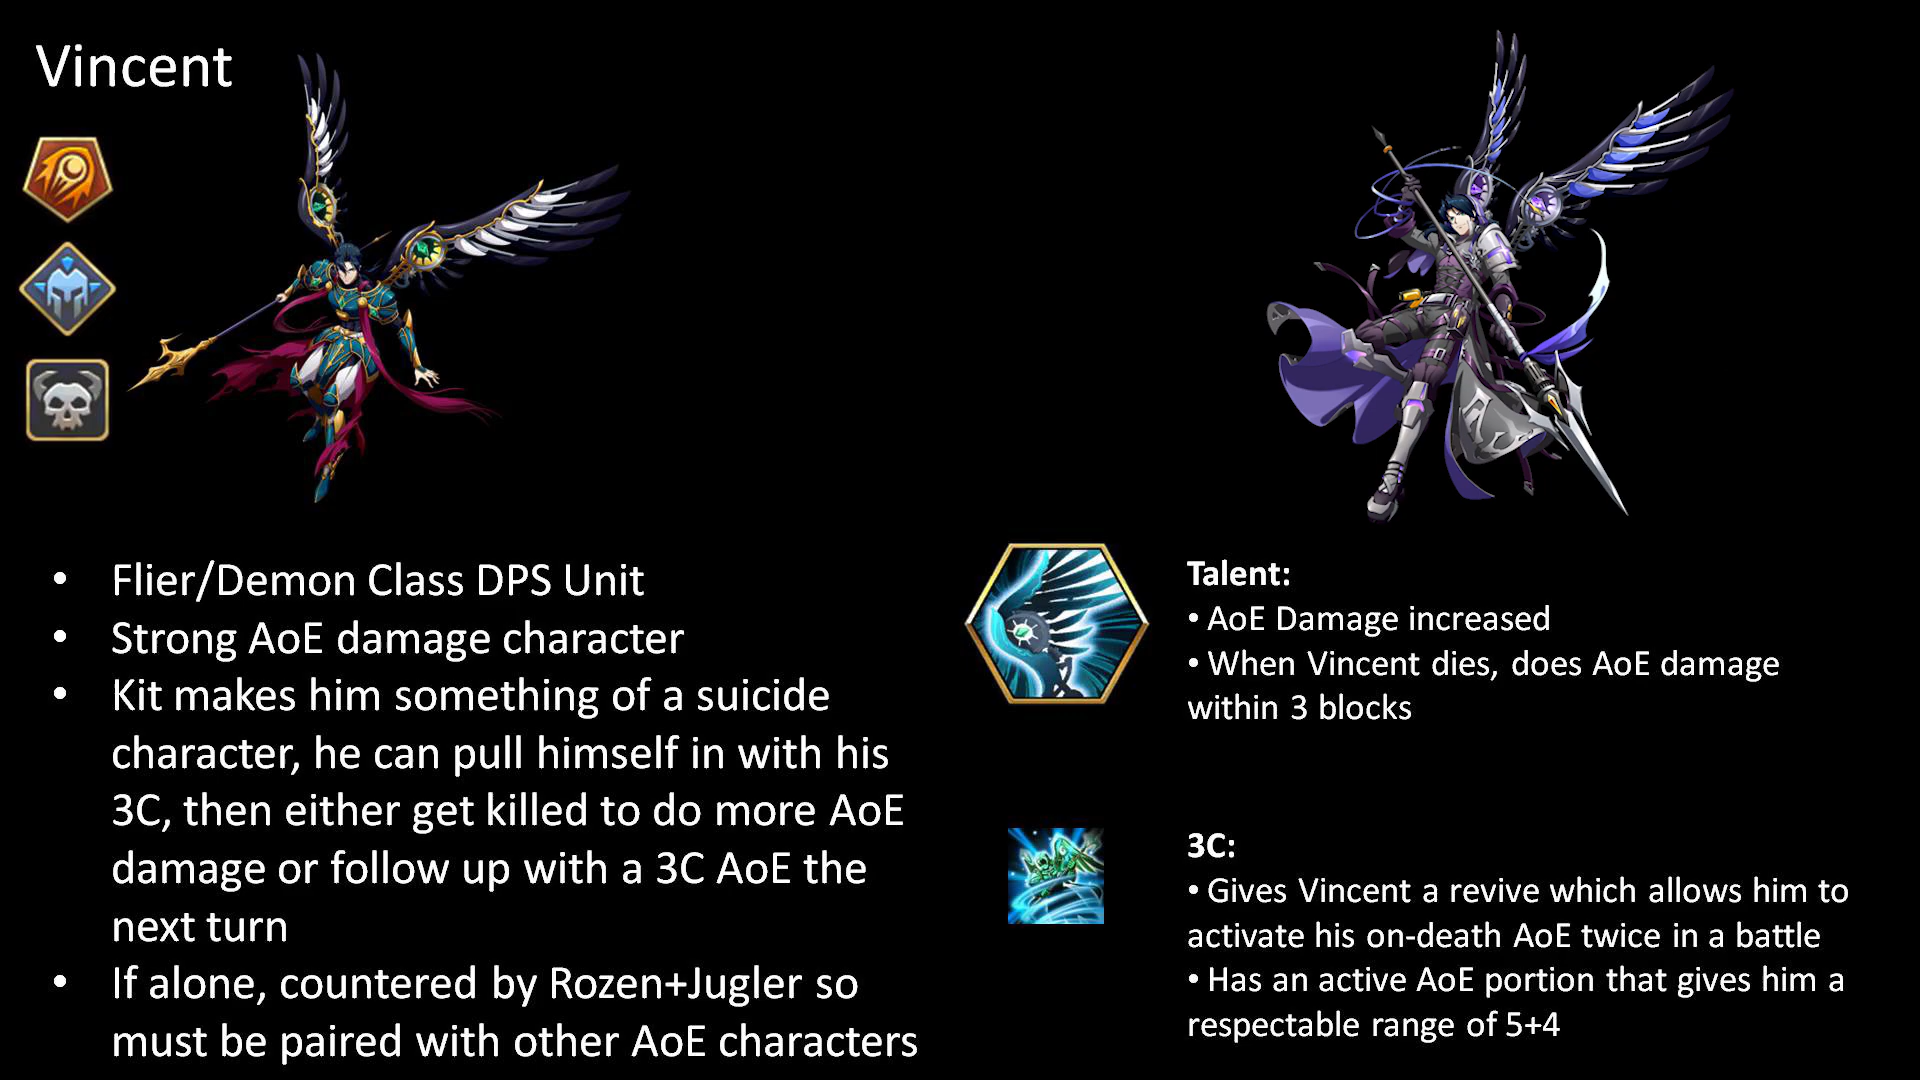 Vincent
• Flier/Demon Class DPS Unit
• Strong AoE damage character
• Kit makes him something of a suicide
character, he can pull himself in with his
3C, then either get killed to do more AoE
damage or follow up with a 3C AoE the
next turn
• If alone, countered by Rozen+Jugler so
must be paired with other AoE characters
Talent:
• AoE Damage increased
• When Vincent dies, does AoE damage
within 3 blocks
3C:
• Gives Vincent a revive which allows him to
activate his on-death AoE twice in a battle
• Has an active AoE portion that gives him a
respectable range of 5+4